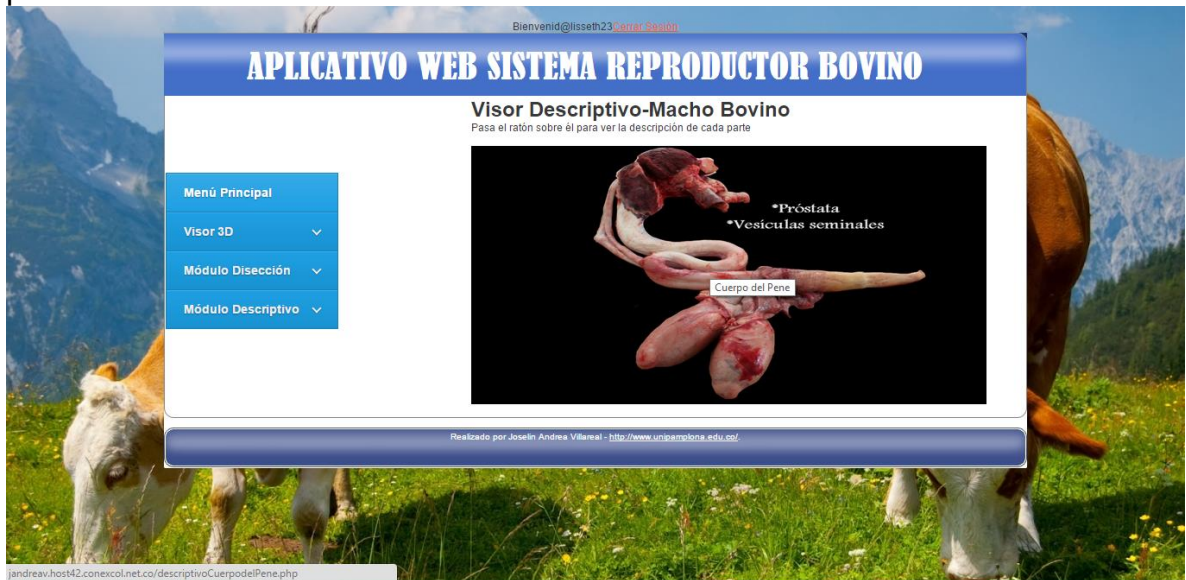 Bienvenid@lisseth23Cerrar Sesión
APLICATIVO WEB SISTEMA REPRODUCTOR BOVINO
Visor Descriptivo-Macho Bovino
Pasa el ratón sobre él para ver la descripción de cada parte
Menú Principal
Visor 3D
Módulo Disección
Módulo Descriptivo
*Próstata
*Vesículas seminales
Cuerpo del Pene
Realizado por Joselin Andrea Villareal - http://www.unipamplona.edu.co/.
jandreav.host42.conexcol.net.co/descriptivoCuerpodelPene.php